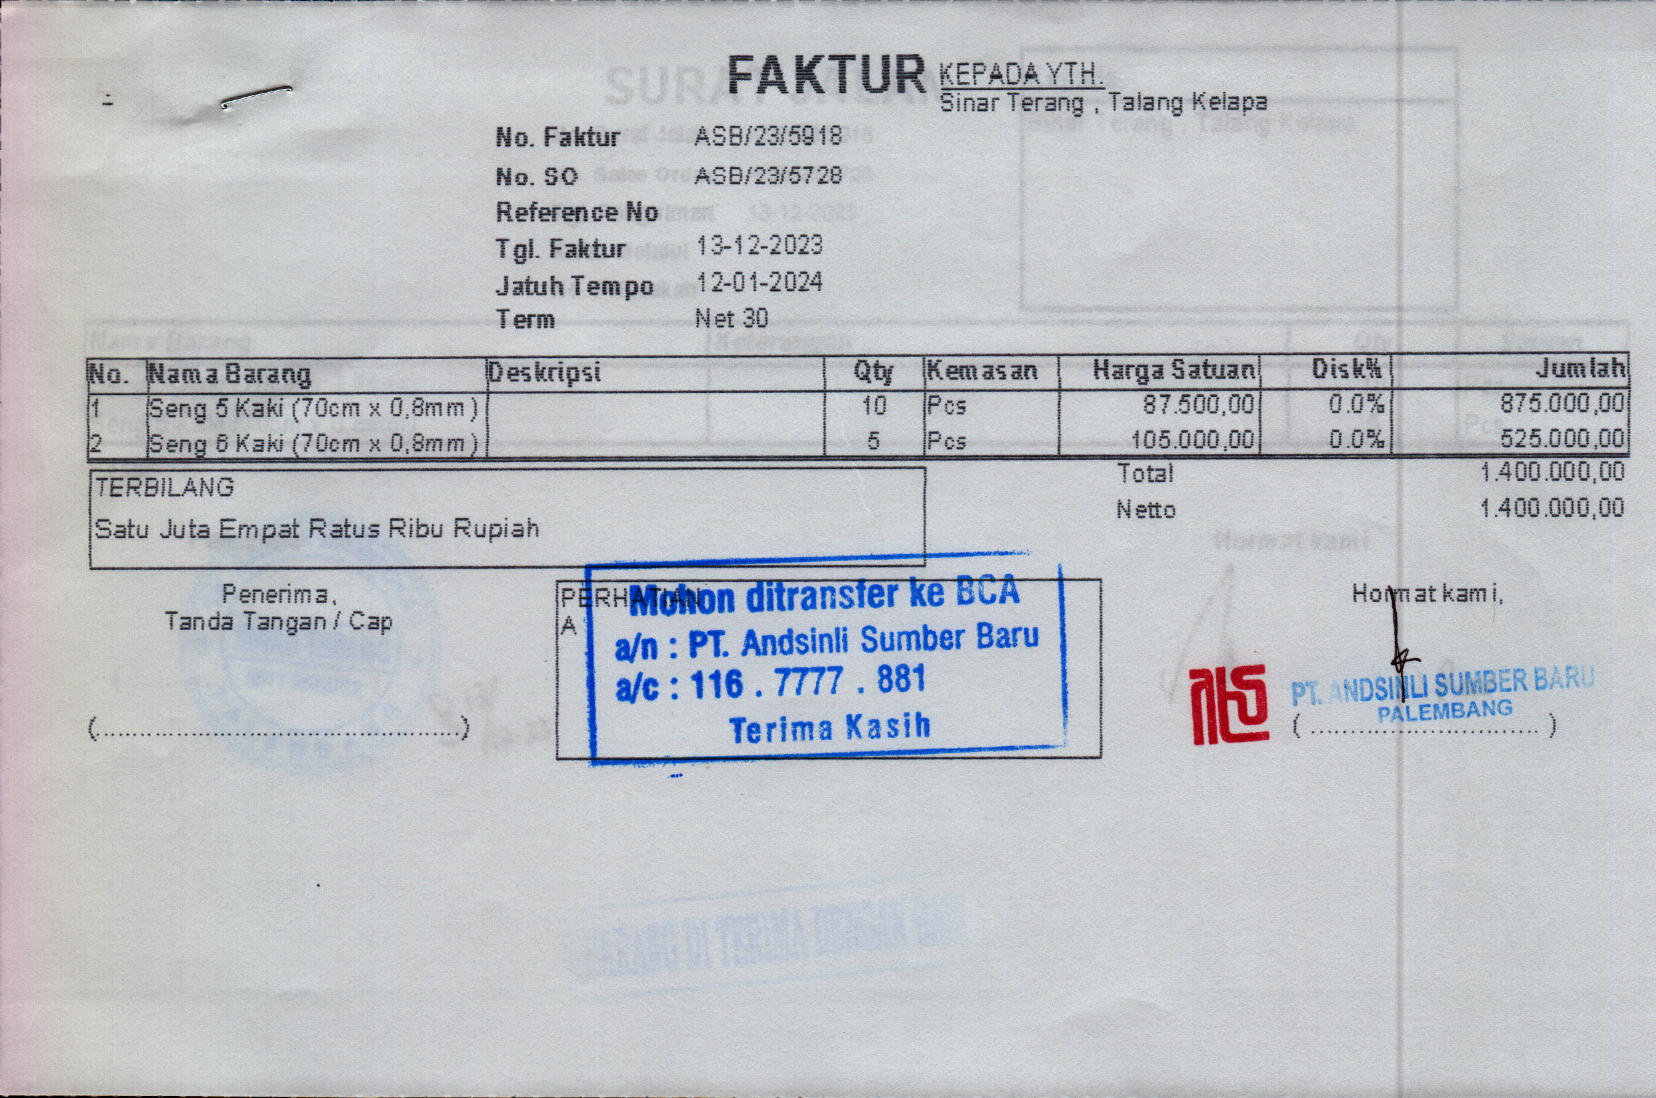 FAKTUR
KEPADA YTH.
Sinar Terang , Talang Kelapa
No. Faktur ASB/23/5918
No. SO ASB/23/5728
Reference No
Tgl. Faktur 13-12-2023
Jatuh Tempo 12-01-2024
Term Net 30
No. Nama Barang Deskripsi Qty Kemasan Harga Satuan Disk% Jumlah
1 Seng 5 Kaki (70cm x 0,8mm) 10 Pcs 87.500,00 0.0% 875.000,00
2 Seng 6 Kaki (70cm x 0,8mm) 5 Pcs 105.000,00 0.0% 525.000,00
Total 1.400.000,00
Netto 1.400.000,00
TERBILANG
Satu Juta Empat Ratus Ribu Rupiah
Penerima,
Tanda Tangan / Cap
(..........................................)
PERHATIAN
A
Mohon ditransfer ke BCA
a/n : PT. Andsinli Sumber Baru
a/c : 116 . 7777 . 881
Terima Kasih
Hormat kami,
PT. ANDSINLI SUMBER BARU
PALEMBANG
(.............................)